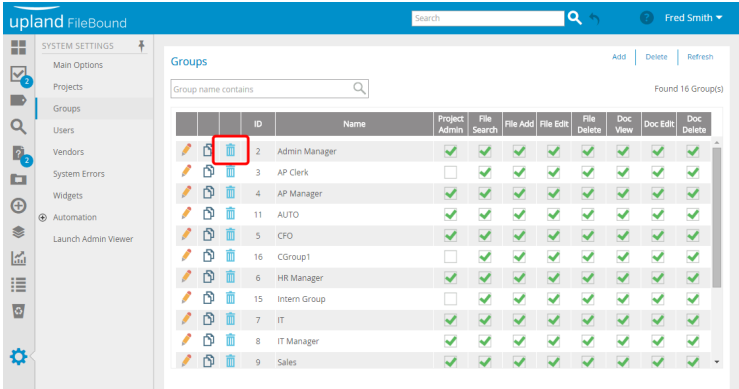 upland FileBound
Search
Fred Smith
SYSTEM SETTINGS
Main Options
Projects
Groups
Users
Vendors
System Errors
Widgets
Automation
Launch Admin Viewer
2
2
Groups
Add Delete Refresh
Group name contains
Found 16 Group(s)
ID Name Project Admin File Search File Add File Edit File Delete Doc View Doc Edit Doc Delete
2 Admin Manager
3 AP Clerk
4 AP Manager
11 AUTO
5 CFO
16 CGroup1
6 HR Manager
15 Intern Group
7 IT
8 IT Manager
9 Sales